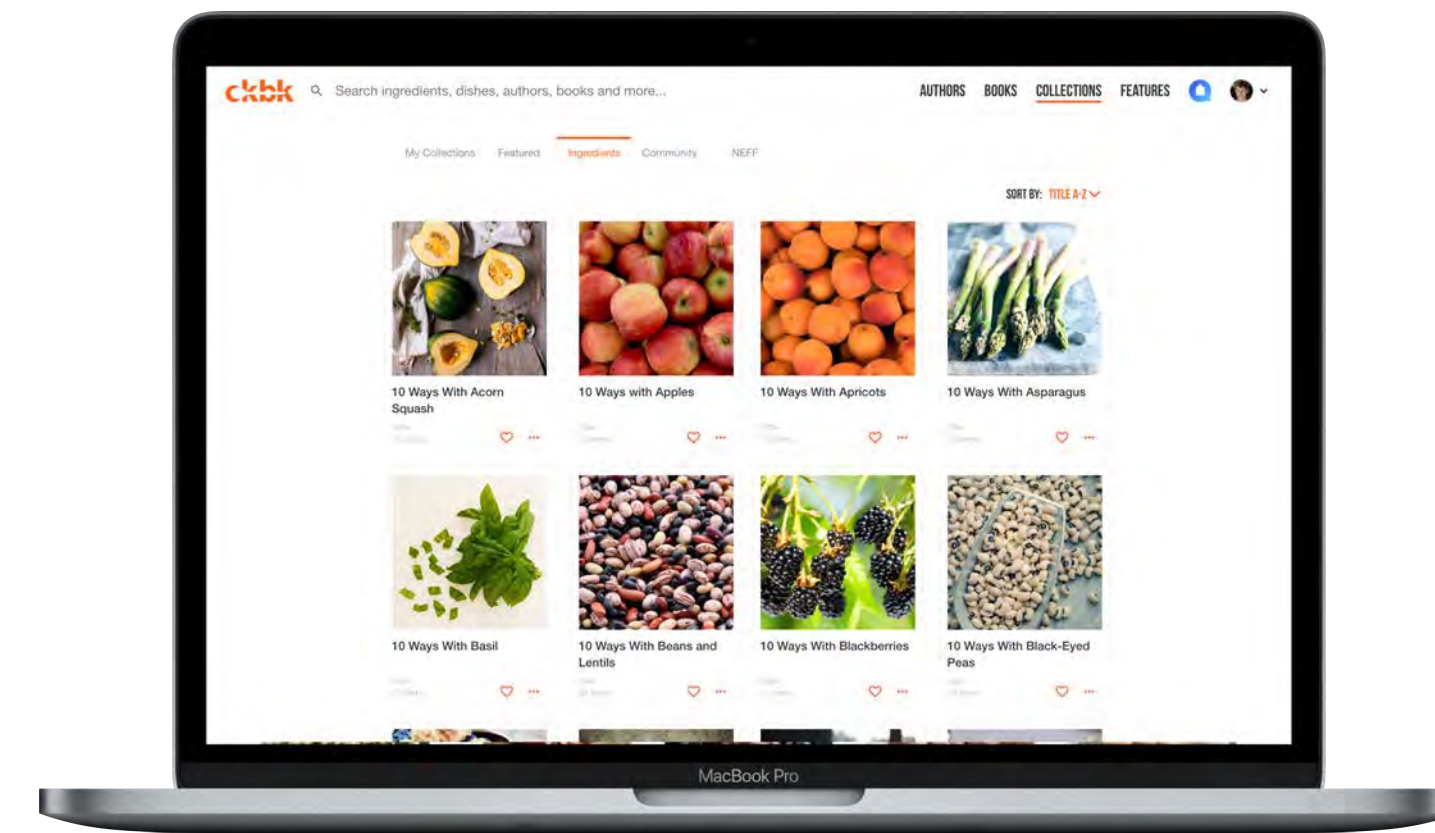 ckbk
Search ingredients, dishes, authors, books and more...
AUTHORS BOOKS COLLECTIONS FEATURES
My Collections Featured Ingredients Community NEFF
SORT BY: TITLE A-Z
10 Ways With Acorn
Squash
10 Ways with Apples
10 Ways With Apricots
10 Ways With Asparagus
10 Ways With Basil
10 Ways With Beans and
Lentils
10 Ways With Blackberries
10 Ways With Black-Eyed
Peas
MacBook Pro